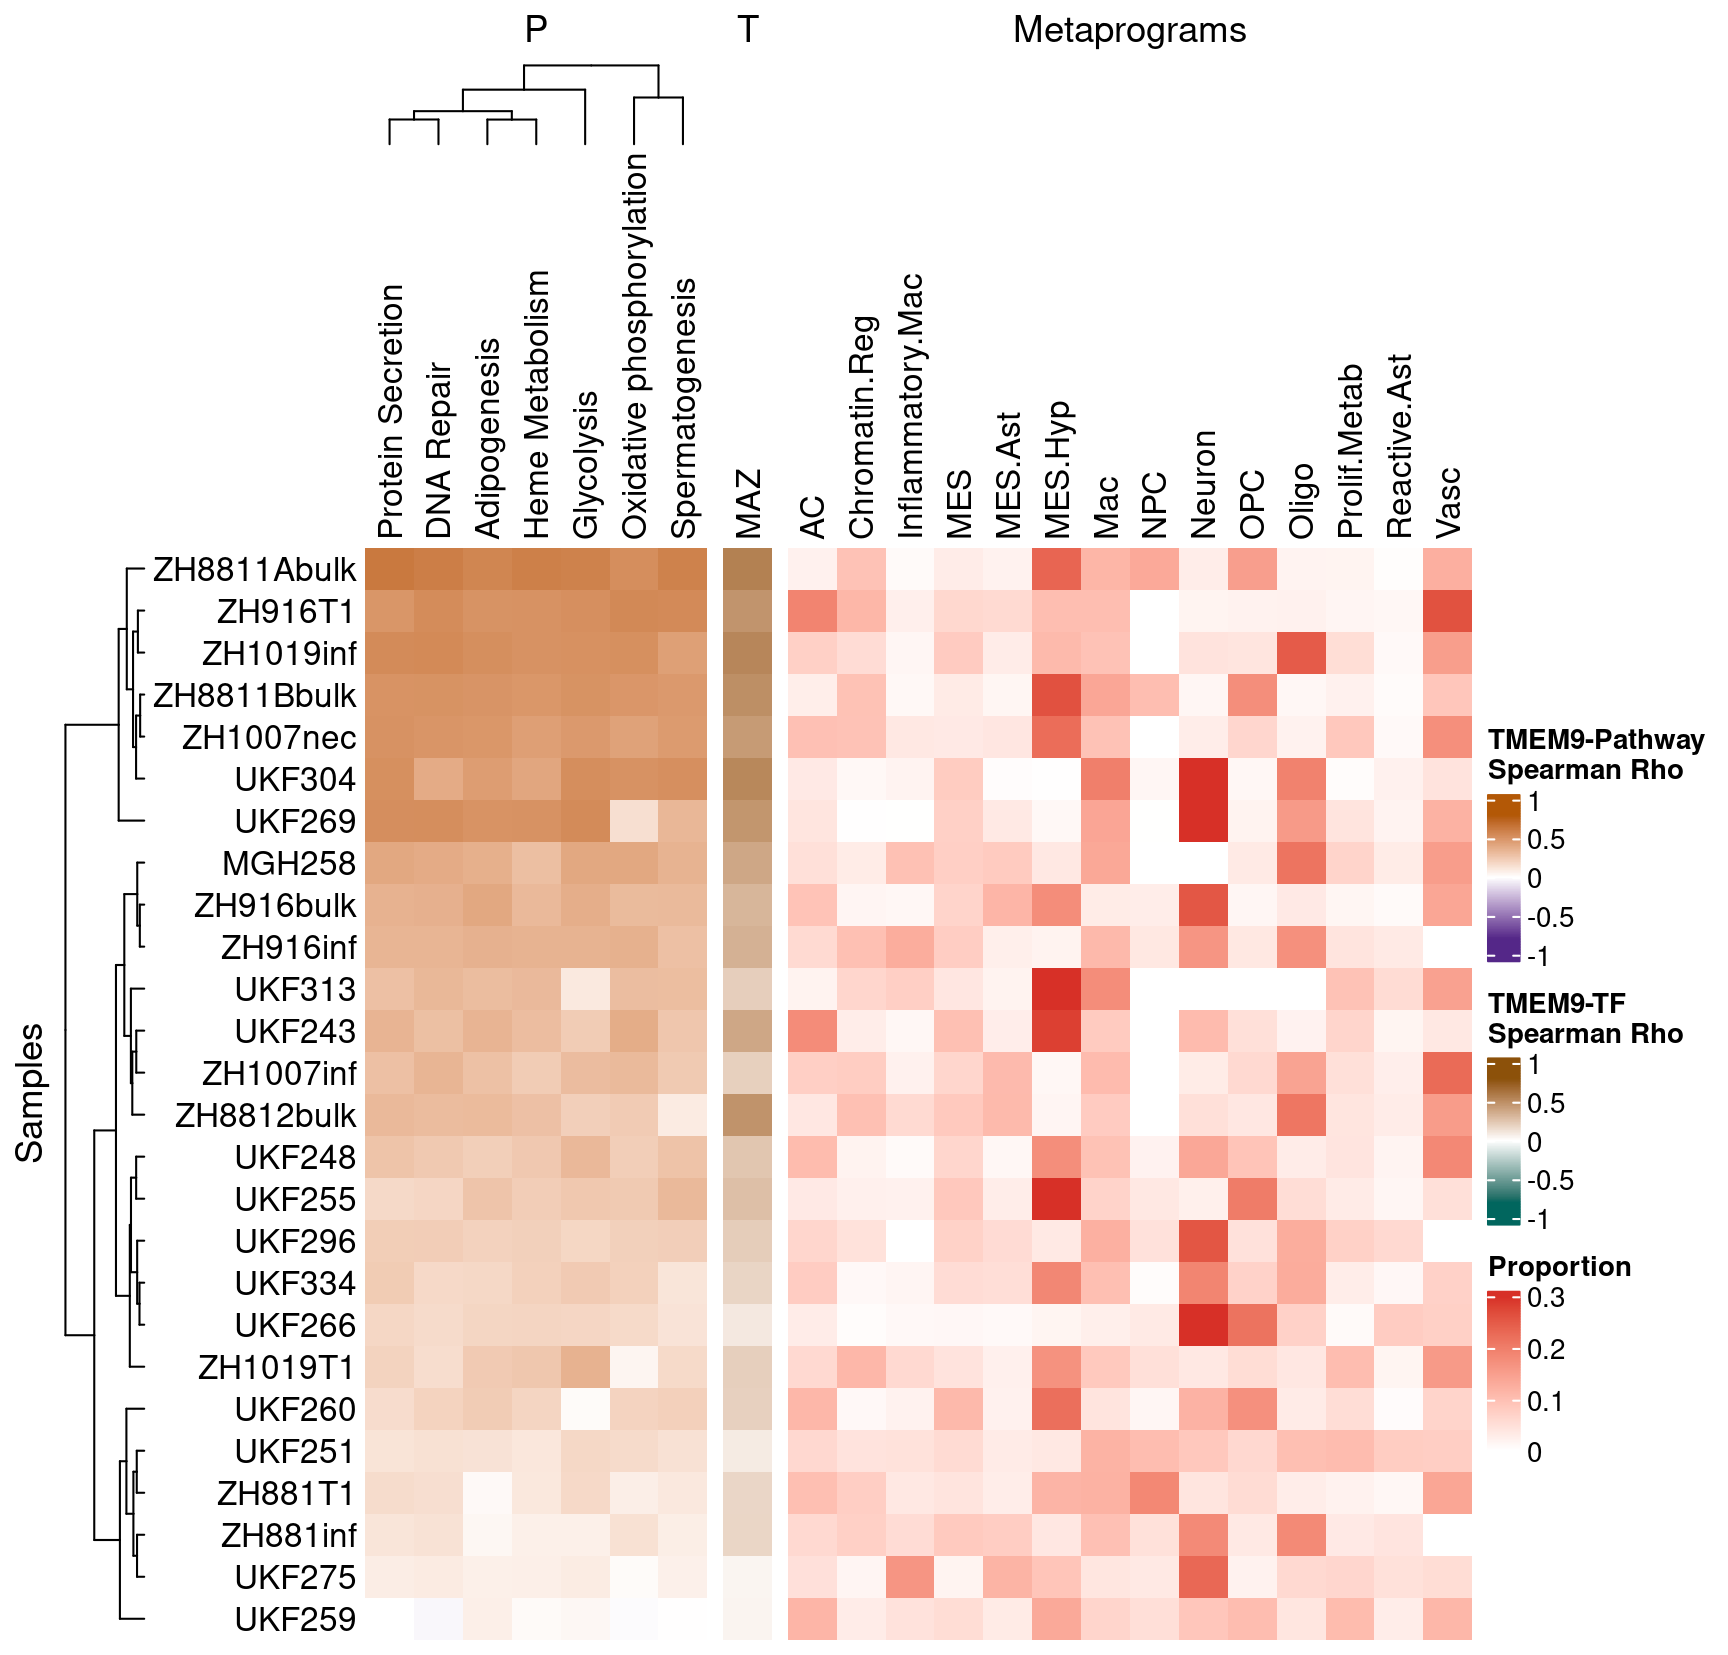 P T Metaprograms
Protein Secretion
DNA Repair
Adipogenesis
Heme Metabolism
Glycolysis
Oxidative phosphorylation
Spermatogenesis
MAZ
AC
Chromatin.Reg
Inflammatory.Mac
MES
MES.Ast
MES.Hyp
Mac
NPC
Neuron
OPC
Oligo
Prolif.Metab
Reactive.Ast
Vasc
Samples
ZH8811Abulk
ZH916T1
ZH1019inf
ZH8811Bbulk
ZH1007nec
UKF304
UKF269
MGH258
ZH916bulk
ZH916inf
UKF313
UKF243
ZH1007inf
ZH8812bulk
UKF248
UKF255
UKF296
UKF334
UKF266
ZH1019T1
UKF260
UKF251
ZH881T1
ZH881inf
UKF275
UKF259
TMEM9-Pathway
Spearman Rho
1
0.5
0
-0.5
-1
TMEM9-TF
Spearman Rho
1
0.5
0
-0.5
-1
Proportion
0.3
0.2
0.1
0